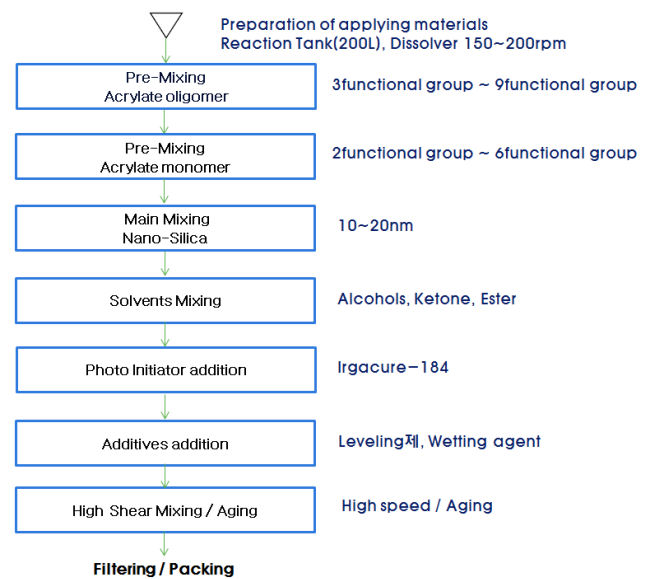 Preparation of applying materials
Reaction Tank(200L), Dissolver 150~200rpm
Pre-Mixing
Acrylate oligomer
3functional group ~ 9functional group
Pre-Mixing
Acrylate monomer
2functional group ~ 6functional group
Main Mixing
Nano-Silica
10~20nm
Solvents Mixing
Alcohols, Ketone, Ester
Photo Initiator addition
Irgacure-184
Additives addition
Leveling제, Wetting agent
High Shear Mixing / Aging
High speed / Aging
Filtering / Packing